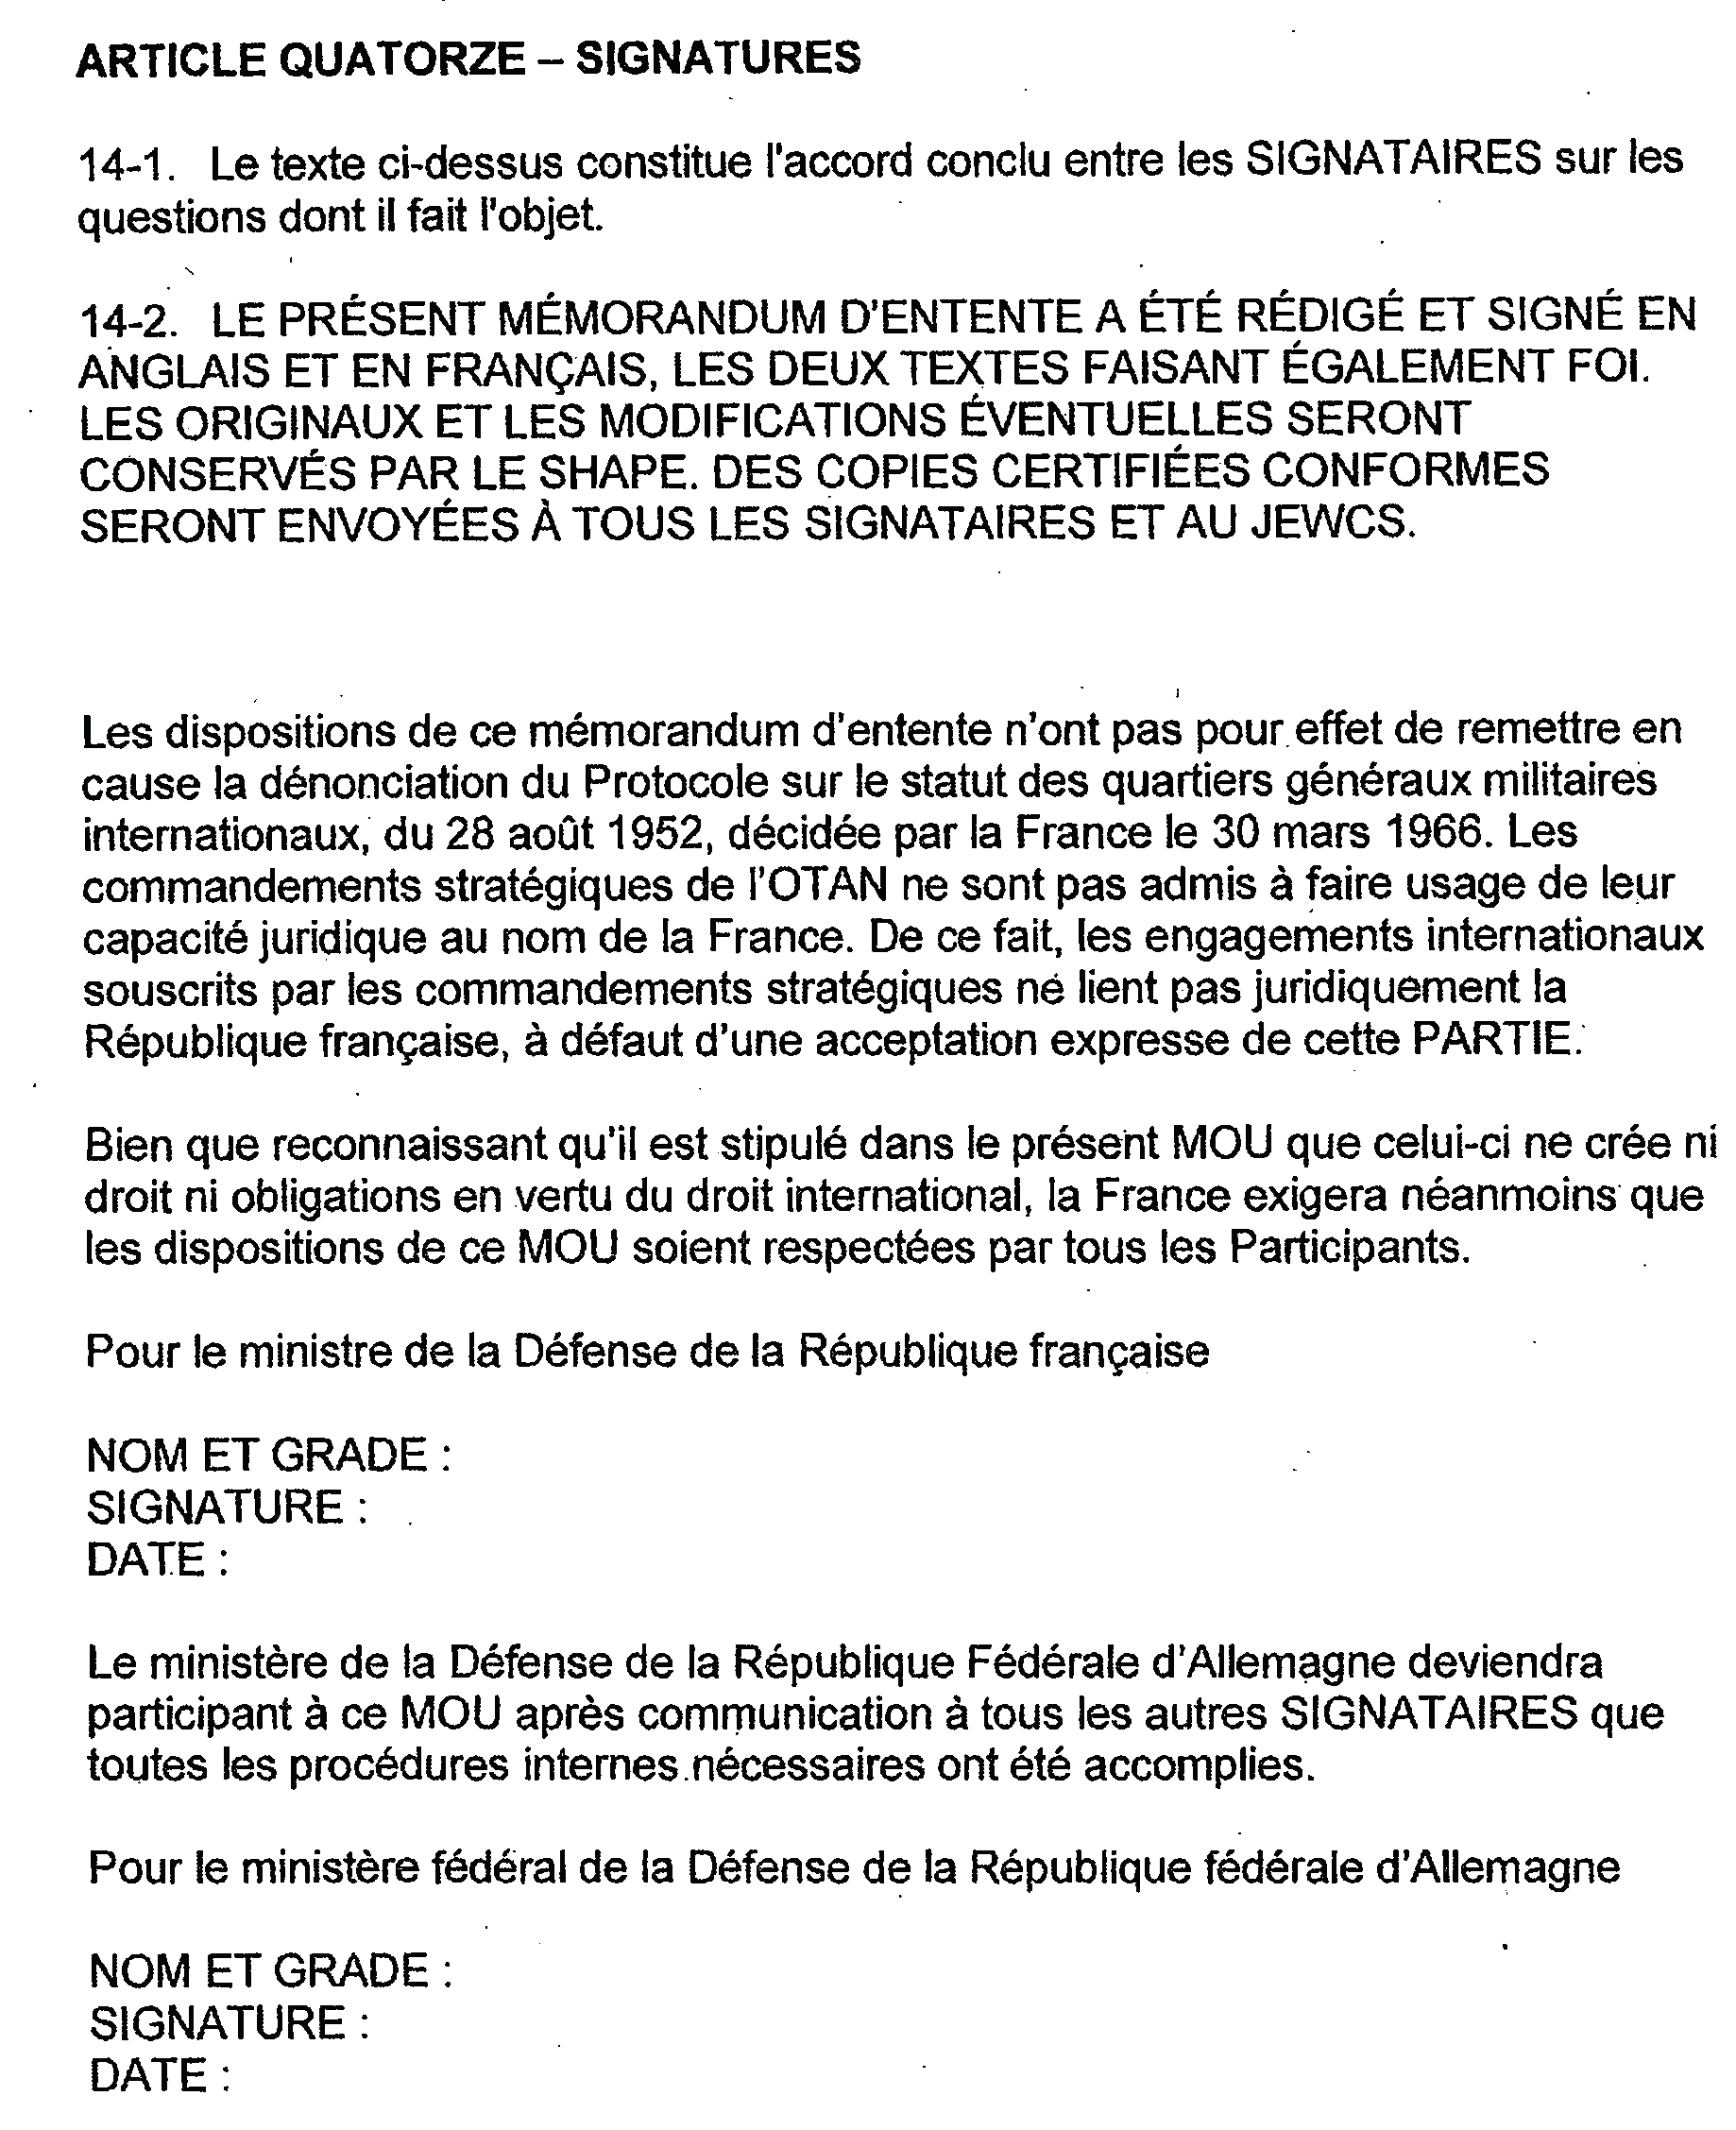 ARTICLE QUATORZE – SIGNATURES
14-1. Le texte ci-dessus constitue l'accord conclu entre les SIGNATAIRES sur les
questions dont il fait l'objet.
14-2. LE PRÉSENT MÉMORANDUM D'ENTENTE A ÉTÉ RÉDIGÉ ET SIGNÉ EN
ANGLAIS ET EN FRANÇAIS, LES DEUX TEXTES FAISANT ÉGALEMENT FOI.
LES ORIGINAUX ET LES MODIFICATIONS ÉVENTUELLES SERONT
CONSERVÉS PAR LE SHAPE. DES COPIES CERTIFIÉES CONFORMES
SERONT ENVOYÉES À TOUS LES SIGNATAIRES ET AU JEWCS.
Les dispositions de ce mémorandum d'entente n'ont pas pour effet de remettre en
cause la dénonciation du Protocole sur le statut des quartiers généraux militaires
internationaux, du 28 août 1952, décidée par la France le 30 mars 1966. Les
commandements stratégiques de l'OTAN ne sont pas admis à faire usage de leur
capacité juridique au nom de la France. De ce fait, les engagements internationaux
souscrits par les commandements stratégiques ne lient pas juridiquement la
République française, à défaut d'une acceptation expresse de cette PARTIE.
Bien que reconnaissant qu'il est stipulé dans le présent MOU que celui-ci ne crée ni
droit ni obligations en vertu du droit international, la France exigera néanmoins que
les dispositions de ce MOU soient respectées par tous les Participants.
Pour le ministre de la Défense de la République française
NOM ET GRADE :
SIGNATURE :
DATE :
Le ministère de la Défense de la République Fédérale d'Allemagne deviendra
participant à ce MOU après communication à tous les autres SIGNATAIRES que
toutes les procédures internes nécessaires ont été accomplies.
Pour le ministère fédéral de la Défense de la République fédérale d'Allemagne
NOM ET GRADE :
SIGNATURE :
DATE :